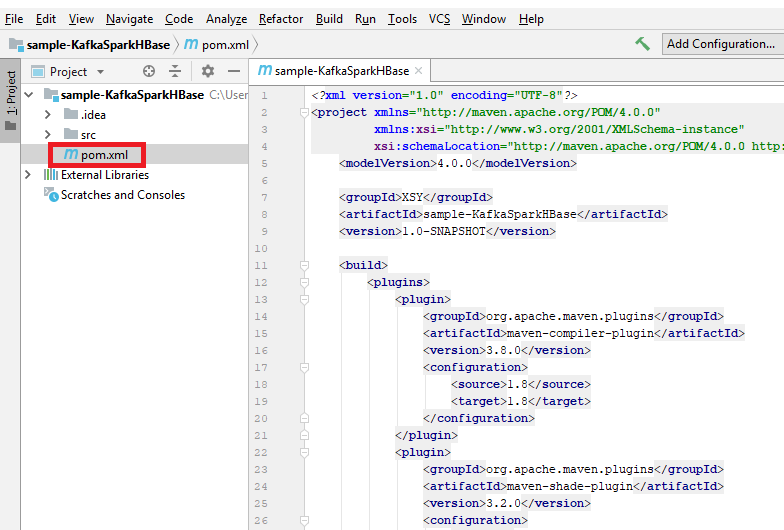 File Edit View Navigate Code Analyze Refactor Build Run Tools VCS Window Help
sample-KafkaSparkHBase pom.xml Add Configuration...
1: Project
Project
sample-KafkaSparkHBase C:\User
.idea
src
pom.xml
External Libraries
Scratches and Consoles
sample-KafkaSparkHBase
1 <?xml version="1.0" encoding="UTF-8"?>
2 <project xmlns="http://maven.apache.org/POM/4.0.0"
3 xmlns:xsi="http://www.w3.org/2001/XMLSchema-instance"
4 xsi:schemaLocation="http://maven.apache.org/POM/4.0.0 http:
5 <modelVersion>4.0.0</modelVersion>
6
7 <groupId>XSY</groupId>
8 <artifactId>sample-KafkaSparkHBase</artifactId>
9 <version>1.0-SNAPSHOT</version>
10
11 <build>
12 <plugins>
13 <plugin>
14 <groupId>org.apache.maven.plugins</groupId>
15 <artifactId>maven-compiler-plugin</artifactId>
16 <version>3.8.0</version>
17 <configuration>
18 <source>1.8</source>
19 <target>1.8</target>
20 </configuration>
21 </plugin>
22 <plugin>
23 <groupId>org.apache.maven.plugins</groupId>
24 <artifactId>maven-shade-plugin</artifactId>
25 <version>3.2.0</version>
26 <configuration>